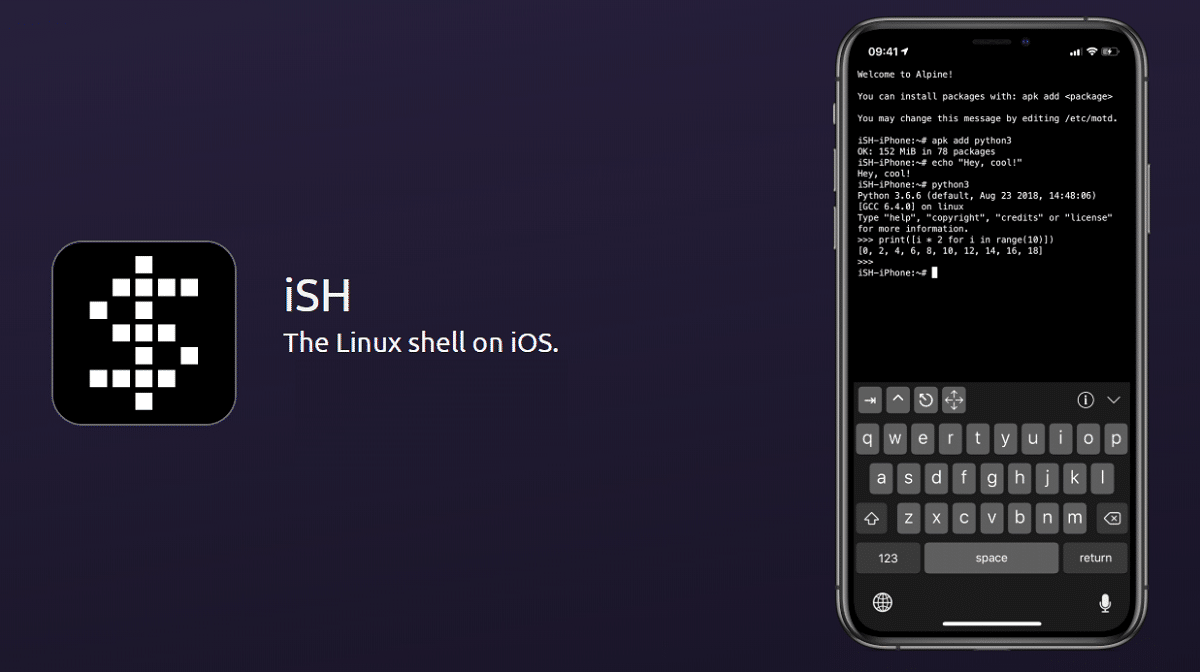 iSH
The Linux shell on iOS.
09:41
Welcome to Alpine!
You can install packages with: apk add <package>
You may change this message by editing /etc/motd.
iSH-iPhone:~# apk add python3
OK: 152 MiB in 78 packages
iSH-iPhone:~# echo "Hey, cool!"
Hey, cool!
iSH-iPhone:~# python3
Python 3.6.6 (default, Aug 23 2018, 14:48:06)
[GCC 6.4.0] on linux
Type "help", "copyright", "credits" or "license"
for more information.
>>> print([i * 2 for i in range(10)])
[0, 2, 4, 6, 8, 10, 12, 14, 16, 18]
>>>
iSH-iPhone:~#
q w e r t y u i o p
a s d f g h j k l
z x c v b n m
123 space return